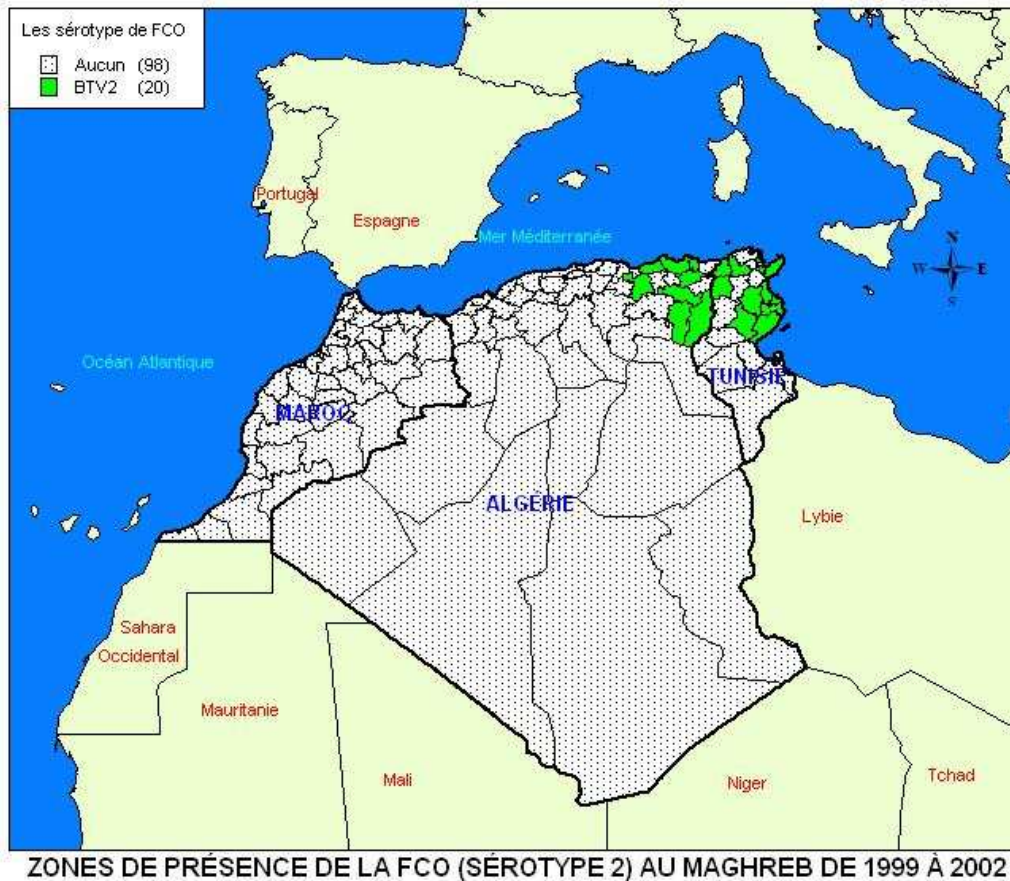 Les sérotype de FCO
Aucun (98)
BTV2 (20)
Portugal
Espagne
Mer Méditerranée
N
W E
S
Océan Atlantique
TUNISIE
MAROC
ALGÉRIE
Lybie
Sahara
Occidental
Mauritanie
Mali
Niger
Tchad
ZONES DE PRÉSENCE DE LA FCO (SÉROTYPE 2) AU MAGHREB DE 1999 À 2002